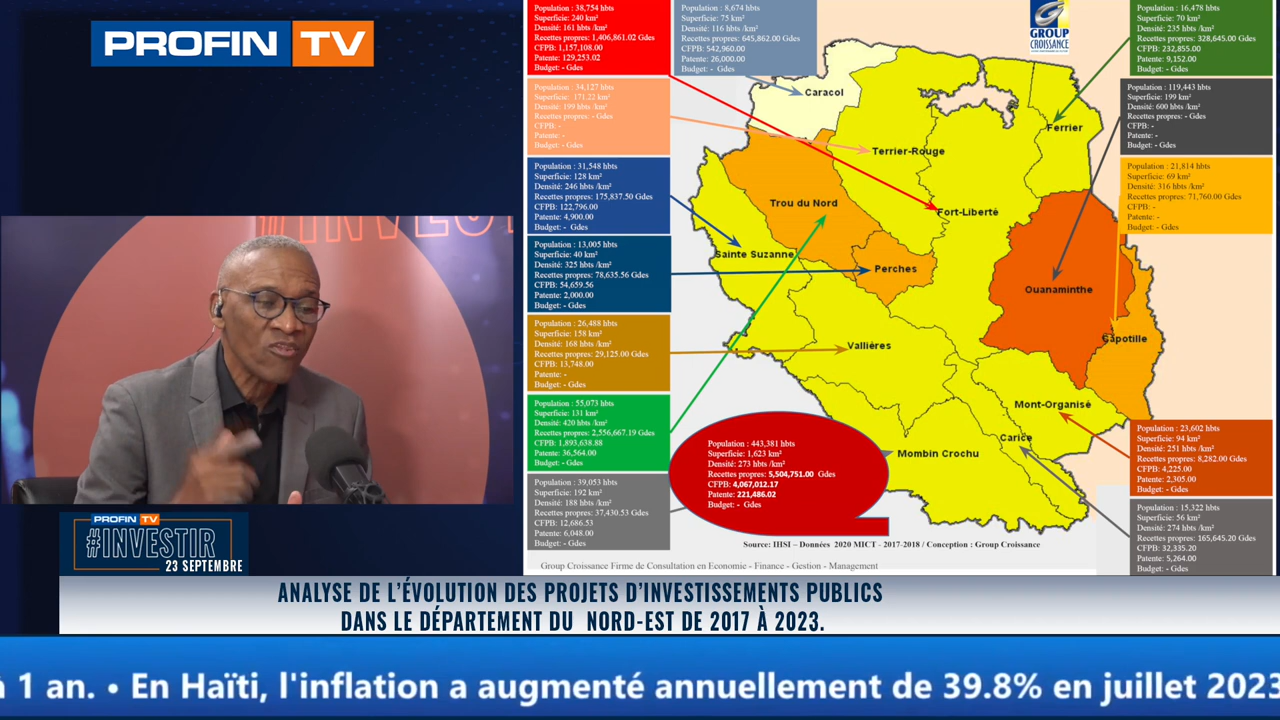 PROFIN TV
INVEST
Population : 38,754 hbts
Superficie: 240 km²
Densité: 161 hbts /km²
Recettes propres: 1,406,861.02 Gdes
CFPB: 1,157,108.00
Patente: 129,253.02
Budget: - Gdes
Population : 8,674 hbts
Superficie: 75 km²
Densité: 116 hbts /km²
Recettes propres: 645,862.00 Gdes
CFPB: 542,960.00
Patente: 26,000.00
Budget: - Gdes
GROUP
CROISSANCE
Population : 16,478 hbts
Superficie: 70 km²
Densité: 235 hbts /km²
Recettes propres: 328,645.00 Gdes
CFPB: 232,855.00
Patente: 9,152.00
Budget: - Gdes
Population : 34,127 hbts
Superficie: 171.22 km²
Densité: 199 hbts /km²
Recettes propres: - Gdes
CFPB: -
Patente: -
Budget: - Gdes
Population : 119,443 hbts
Superficie: 199 km²
Densité: 600 hbts /km²
Recettes propres: - Gdes
CFPB: -
Patente: -
Budget: - Gdes
Population : 31,548 hbts
Superficie: 128 km²
Densité: 246 hbts /km²
Recettes propres: 175,837.50 Gdes
CFPB: 122,796.00
Patente: 4,900.00
Budget: - Gdes
Population : 21,814 hbts
Superficie: 69 km²
Densité: 316 hbts /km²
Recettes propres: 71,760.00 Gdes
CFPB: -
Patente: -
Budget: - Gdes
Population : 13,005 hbts
Superficie: 40 km²
Densité: 325 hbts /km²
Recettes propres: 78,635.56 Gdes
CFPB: 54,659.56
Patente: 2,000.00
Budget: - Gdes
Population : 26,488 hbts
Superficie: 158 km²
Densité: 168 hbts /km²
Recettes propres: 29,125.00 Gdes
CFPB: 13,748.00
Patente: -
Budget: - Gdes
Population : 55,073 hbts
Superficie: 131 km²
Densité: 420 hbts /km²
Recettes propres: 2,556,667.19 Gdes
CFPB: 1,893,638.88
Patente: 36,564.00
Budget: - Gdes
Population : 39,053 hbts
Superficie: 192 km²
Densité: 188 hbts /km²
Recettes propres: 37,430.53 Gdes
CFPB: 12,686.53
Patente: 6,048.00
Budget: - Gdes
Population : 443,381 hbts
Superficie: 1,623 km²
Densité: 273 hbts /km²
Recettes propres: 5,504,751.00 Gdes
CFPB: 4,067,012.17
Patente: 221,486.02
Budget: - Gdes
Population : 23,602 hbts
Superficie: 94 km²
Densité: 251 hbts /km²
Recettes propres: 8,282.00 Gdes
CFPB: 4,225.00
Patente: 2,305.00
Budget: - Gdes
Population : 15,322 hbts
Superficie: 56 km²
Densité: 274 hbts /km²
Recettes propres: 165,645.20 Gdes
CFPB: 32,335.20
Patente: 5,264.00
Budget: - Gdes
Caracol
Ferrier
Terrier-Rouge
Trou du Nord
Fort-Liberté
Sainte Suzanne
Perches
Ouanaminthe
Capotille
Vallières
Mont-Organisé
Carice
Mombin Crochu
Source: IHSI – Données 2020 MICT - 2017-2018 / Conception : Group Croissance
Group Croissance Firme de Consultation en Economie - Finance - Gestion - Management
PROFIN TV
#INVESTIR
23 SEPTEMBRE
ANALYSE DE L'ÉVOLUTION DES PROJETS D'INVESTISSEMENTS PUBLICS
DANS LE DÉPARTEMENT DU NORD-EST DE 2017 À 2023.
à 1 an. • En Haïti, l'inflation a augmenté annuellement de 39.8% en juillet 2023